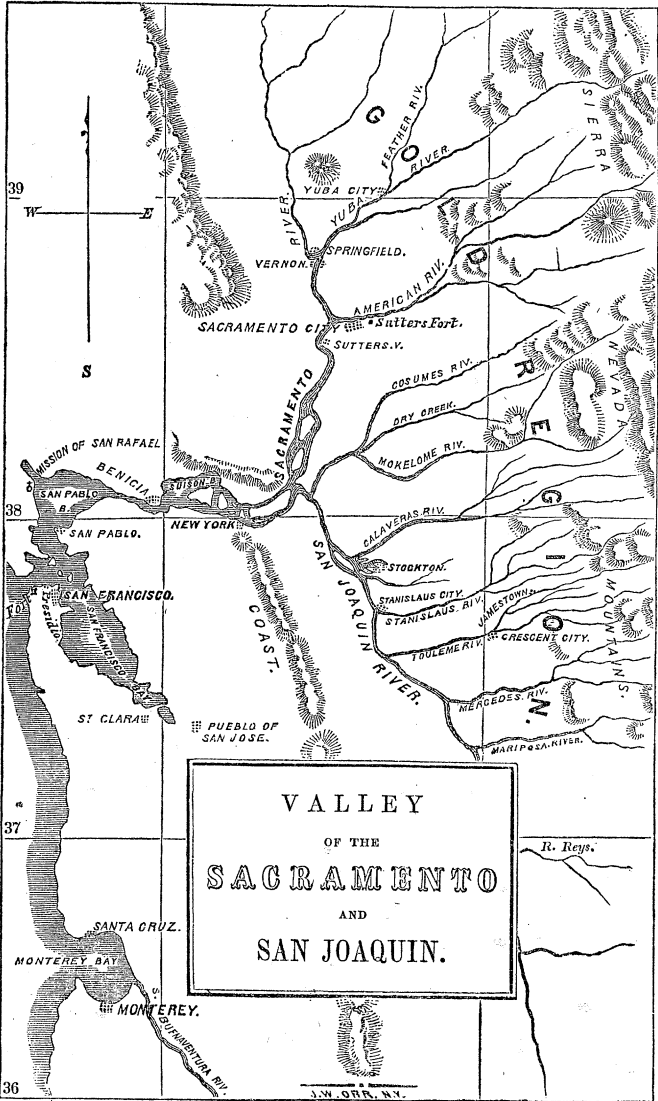 GOLD REGION.
SIERRA
NEVADA
MOUNTAINS.
FEATHER RIV.
39
YUBA CITY
YUBA RIVER.
W
E
RIVER.
SPRINGFIELD.
VERNON.
AMERICAN RIV.
SACRAMENTO CITY
Sutters Fort.
SUTTERS.V.
S
SACRAMENTO
COSUMES RIV.
DRY CREEK.
MOKELOME RIV.
MISSION OF SAN RAFAEL
BENICIA
SUISON B.
SAN PABLO
B.
NEW YORK
38
CALAVERAS.RIV.
SAN PABLO.
STOCKTON.
SAN JOAQUIN RIVER.
STANISLAUS CITY.
STANISLAUS. RIV.
JAMESTOWN.
SAN FRANCISCO.
Presidio.
SAN FRANCISCO BAY
COAST.
TOULEME RIV.
CRESCENT CITY.
MERCEDES. RIV.
ST CLARA
PUEBLO OF
SAN JOSE.
MARIPOSA.RIVER.
VALLEY
OF THE
SACRAMENTO
AND
SAN JOAQUIN.
37
R. Reys.
SANTA CRUZ.
MONTEREY BAY
MONTEREY.
S. BUENAVENTURA RIV.
36
J.W.ORR. N.Y.